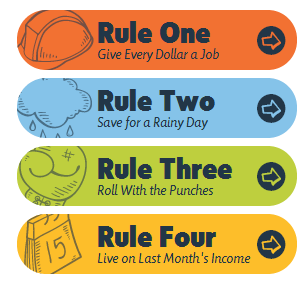 Rule One
Give Every Dollar a Job
Rule Two
Save for a Rainy Day
Rule Three
Roll With the Punches
Rule Four
Live on Last Month's Income
15